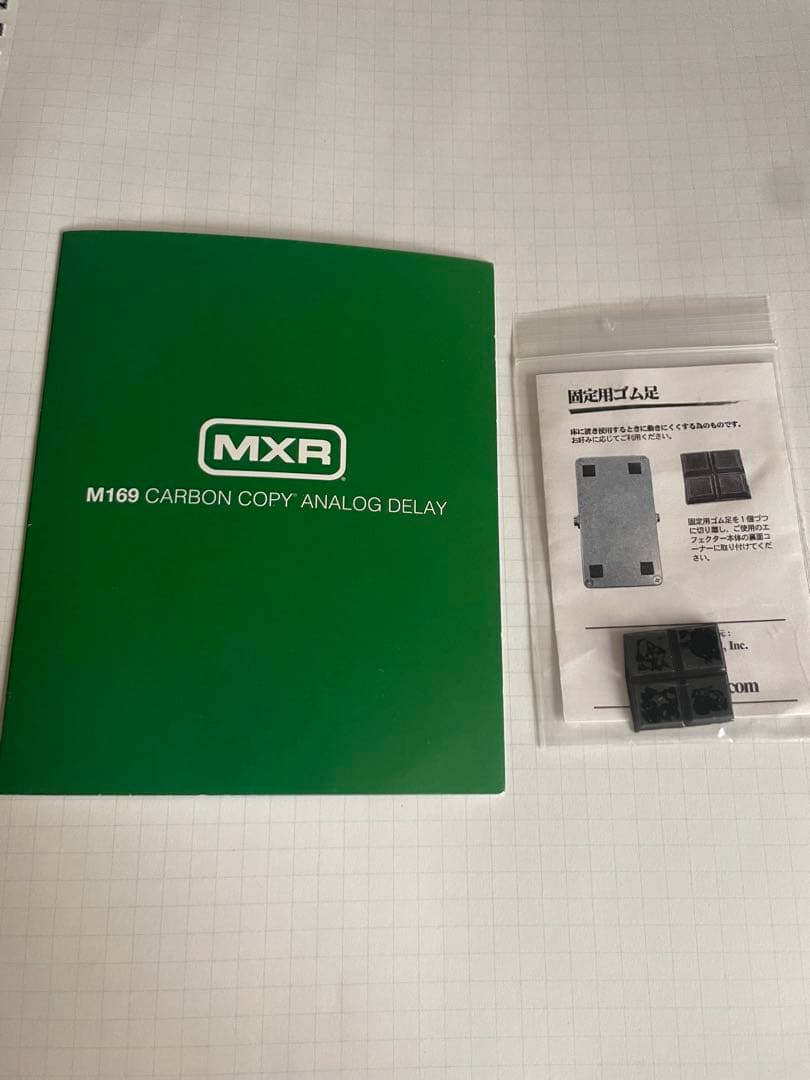 MXR
M169 CARBON COPY® ANALOG DELAY
固定用ゴム足
床に置き使用するときに動きにくくする為のものです。
お好みに応じてご利用ください。
固定用ゴム足を1個づつ
に切り離し、ご使用のエ
フェクター本体の裏面コ
ーナーに取り付けてくだ
さい。
元：
, Inc.
.com